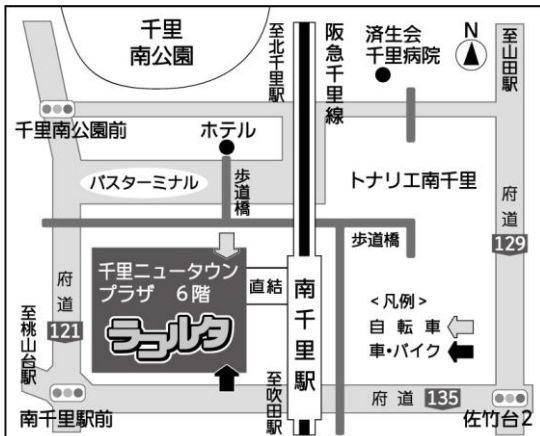 千里
南公園
至北千里駅
阪急千里線
済生会
千里病院
N
至山田駅
千里南公園前
ホテル
バスターミナル
歩道橋
トナリエ南千里
歩道橋
府道
129
千里ニュータウン
プラザ 6階
ラコルタ
直結
南千里駅
<凡例>
自転車
車・バイク
府道
121
至桃山台駅
南千里駅前
至吹田駅
府道 135
佐竹台2